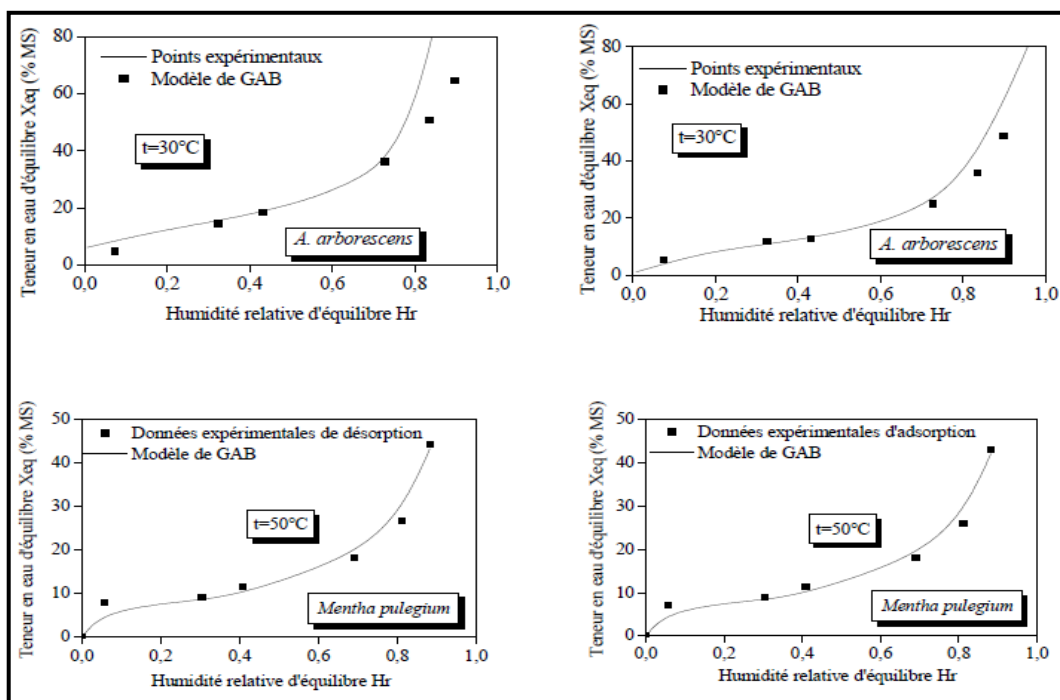 Teneur en eau d'équilibre Xeq (% MS)
80
60
40
20
0
Points expérimentaux
Modèle de GAB
t=30°C
A. arborescens
0,0 0,2 0,4 0,6 0,8 1,0
Humidité relative d'équilibre Hr
Teneur en eau d'équilibre Xeq (% MS)
80
60
40
20
0
Points expérimentaux
Modèle de GAB
t=30°C
A. arborescens
0,0 0,2 0,4 0,6 0,8 1,0
Humidité relative d'équilibre Hr
Teneur en eau d'équilibre Xeq (% MS)
50
40
30
20
10
0
Données expérimentales de désorption
Modèle de GAB
t=50°C
Mentha pulegium
0,0 0,2 0,4 0,6 0,8 1,0
Humidité relative d'équilibre Hr
Teneur en eau d'équilibre Xeq (% MS)
50
40
30
20
10
0
Données expérimentales d'adsorption
Modèle de GAB
t=50°C
Mentha pulegium
0,0 0,2 0,4 0,6 0,8 1,0
Humidité relative d'équilibre Hr